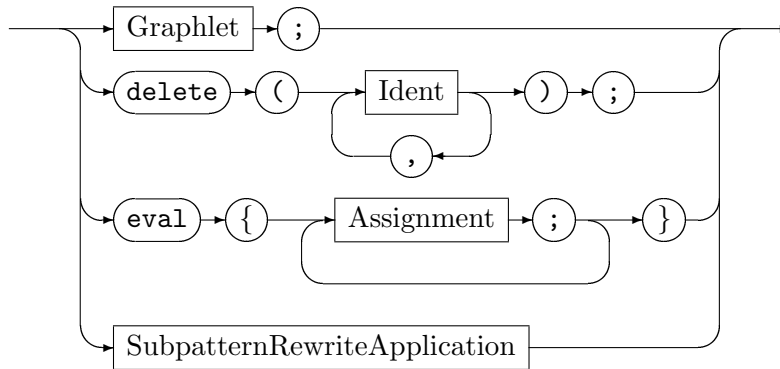 Graphlet ;
delete ( Ident ) ;
,
eval { Assignment ; }
SubpatternRewriteApplication